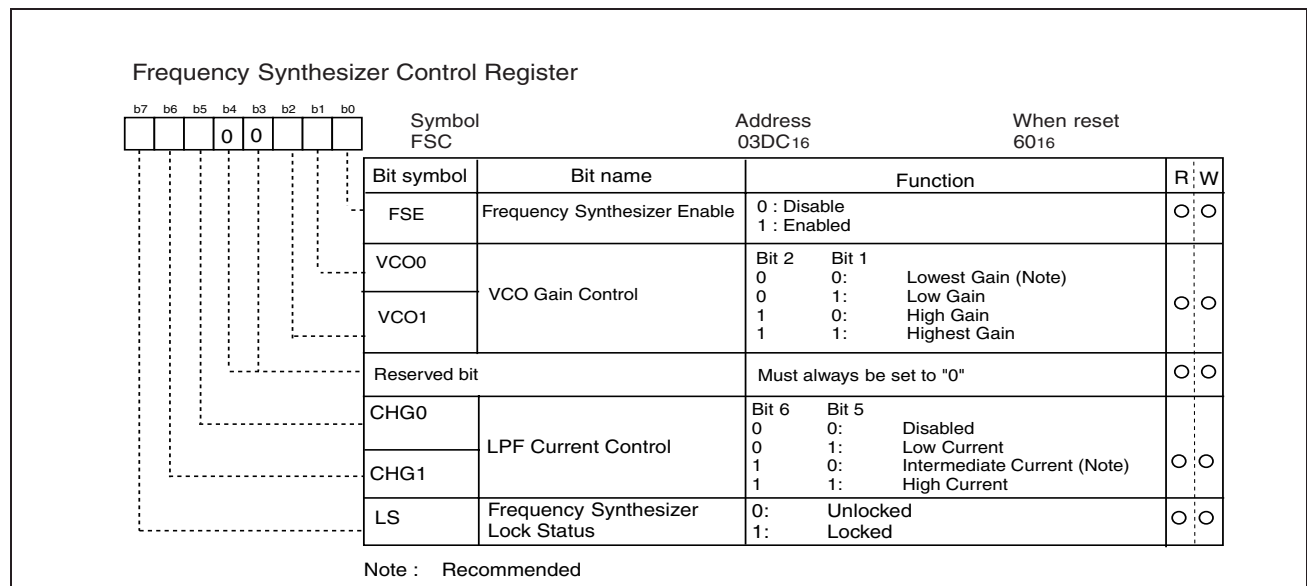 Frequency Synthesizer Control Register
b7 b6 b5 b4 b3 b2 b1 b0
0 0
Symbol Address When reset
FSC 03DC16 6016
Bit symbol Bit name Function R W
FSE Frequency Synthesizer Enable 0 : Disable
1 : Enabled
O O
VCO0
VCO1
VCO Gain Control
Bit 2 Bit 1
0 0: Lowest Gain (Note)
0 1: Low Gain
1 0: High Gain
1 1: Highest Gain
O O
Reserved bit Must always be set to "0" O O
CHG0
CHG1
LPF Current Control
Bit 6 Bit 5
0 0: Disabled
0 1: Low Current
1 0: Intermediate Current (Note)
1 1: High Current
O O
LS Frequency Synthesizer
Lock Status
0: Unlocked
1: Locked
O O
Note : Recommended